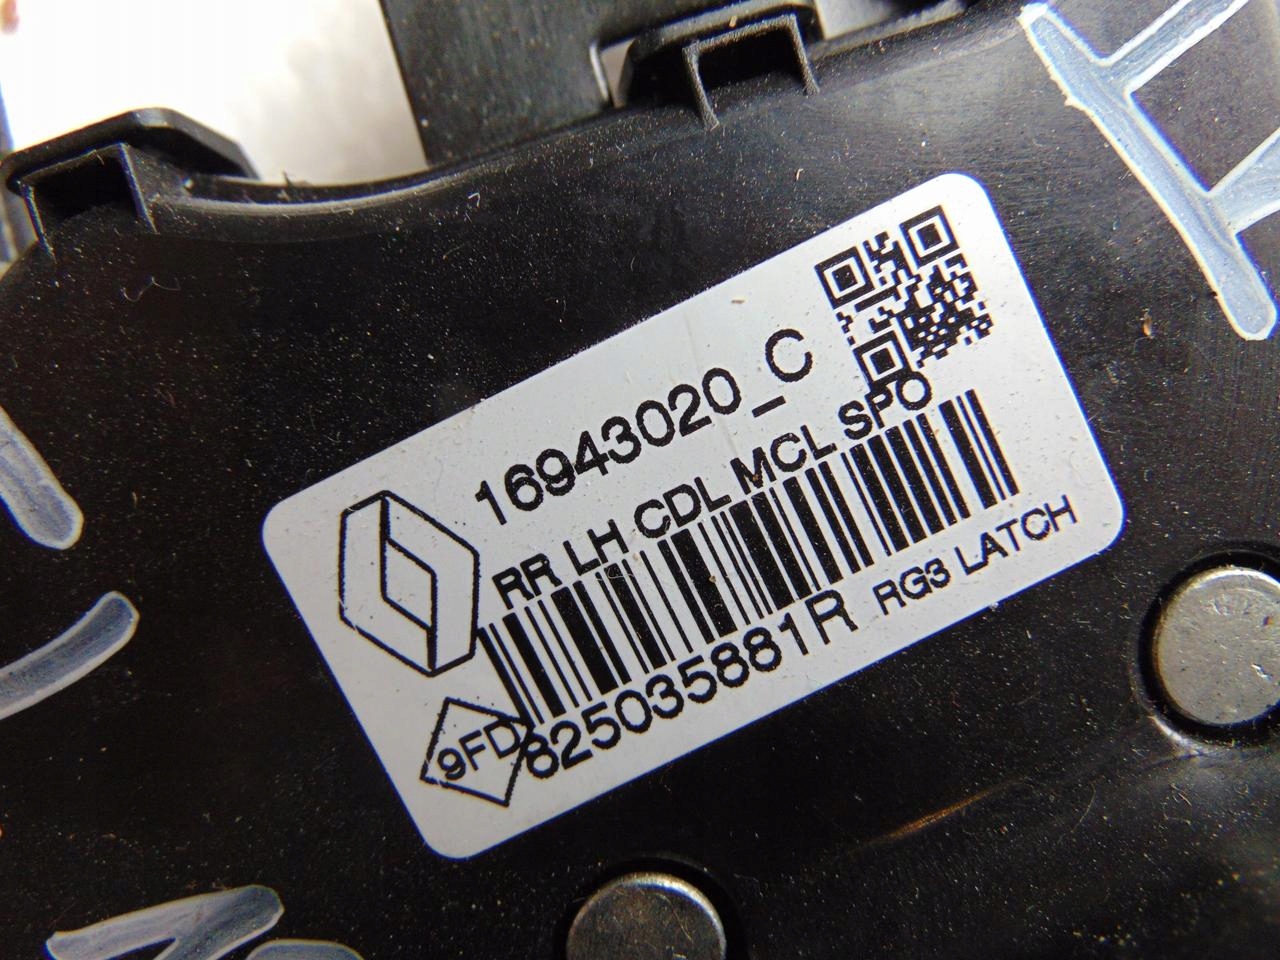 16943020_C
RR LH CDL MCL SPO
825035881R RG3 LATCH
9FD